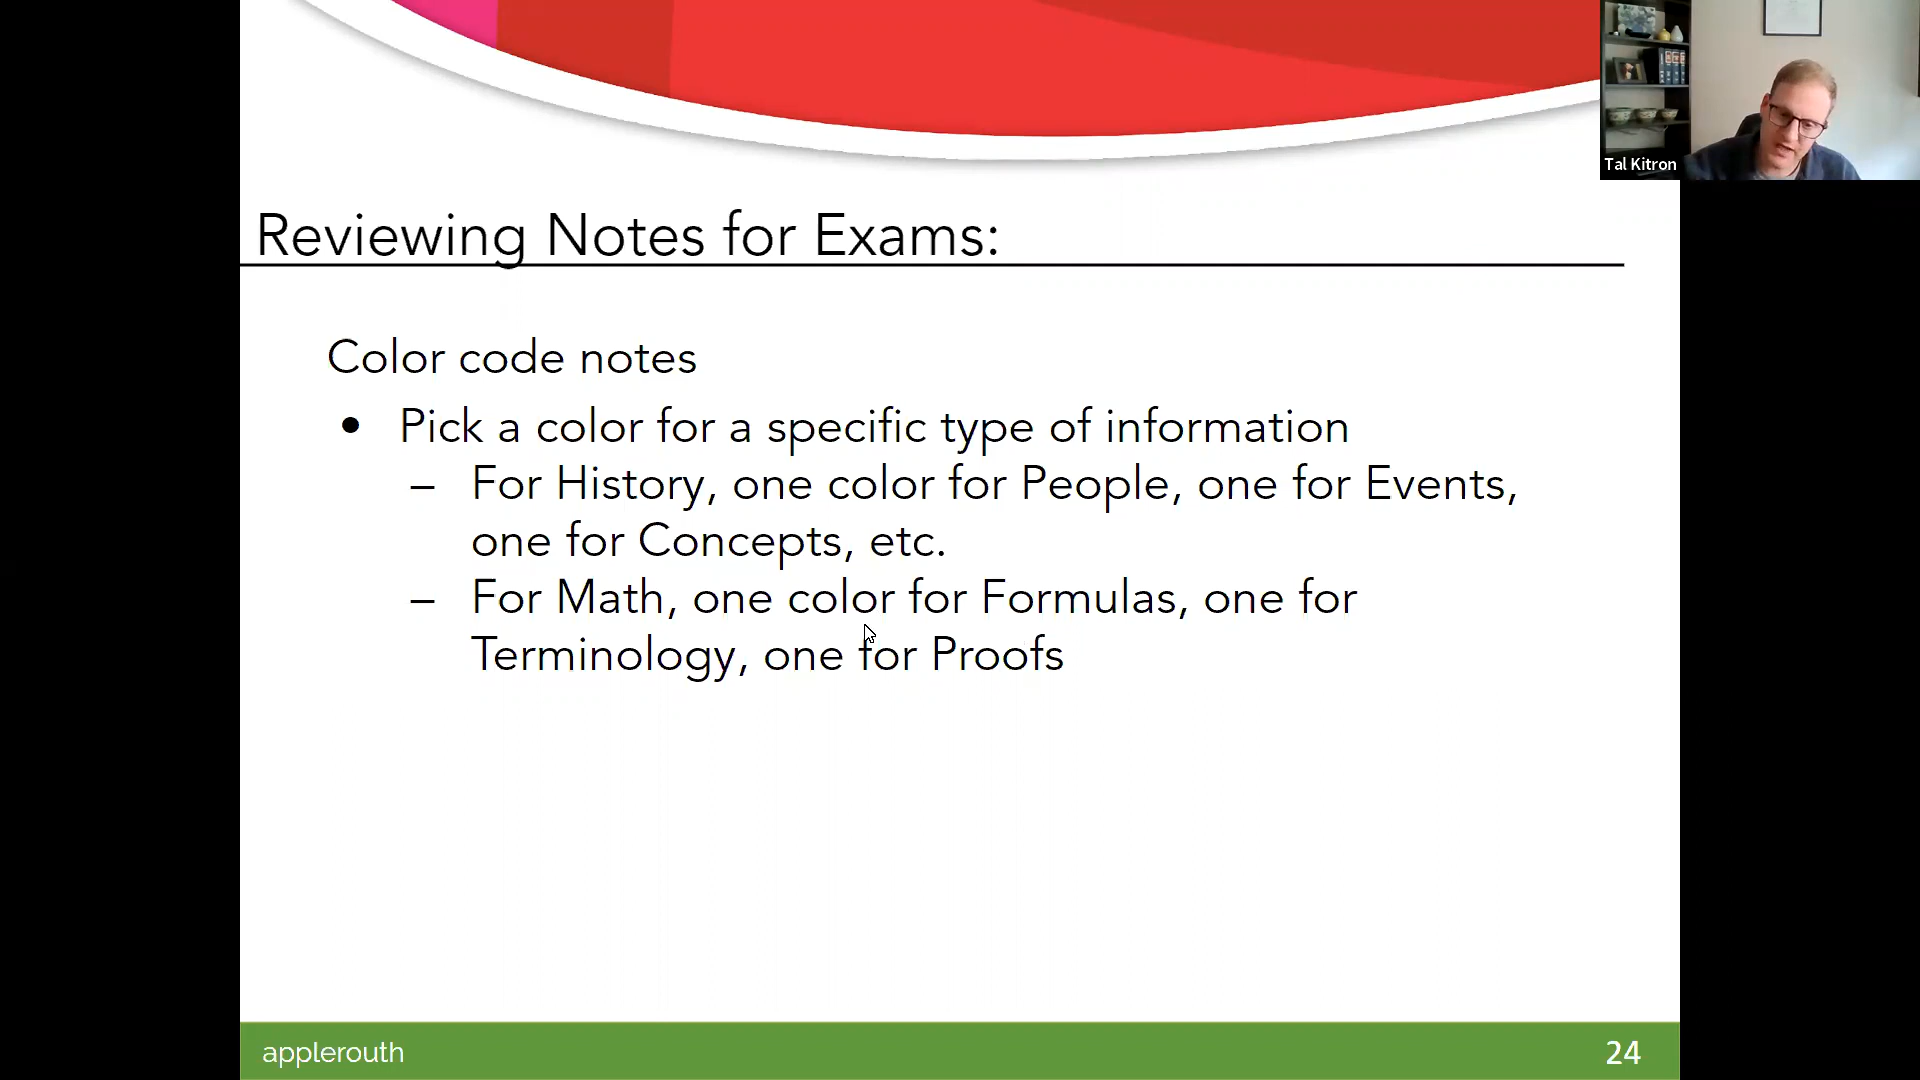 Tal Kitron
Reviewing Notes for Exams:
Color code notes
• Pick a color for a specific type of information
– For History, one color for People, one for Events,
one for Concepts, etc.
– For Math, one color for Formulas, one for
Terminology, one for Proofs
applerouth
24